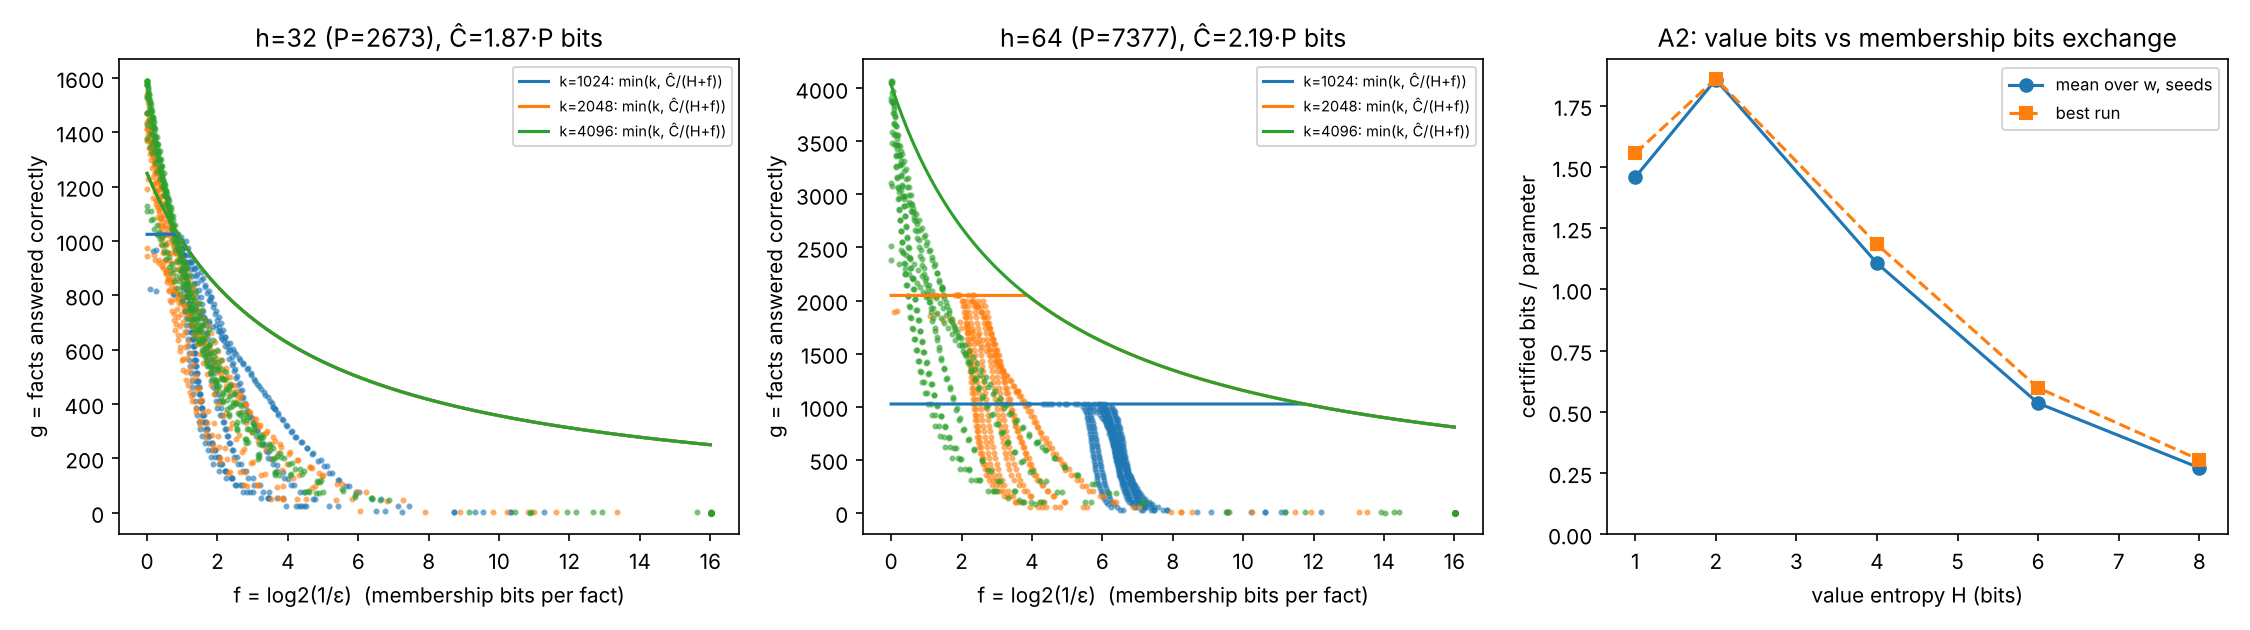 h=32 (P=2673), Ĉ=1.87·P bits
g = facts answered correctly
1600
1400
1200
1000
800
600
400
200
0
k=1024: min(k, Ĉ/(H+f))
k=2048: min(k, Ĉ/(H+f))
k=4096: min(k, Ĉ/(H+f))
0 2 4 6 8 10 12 14 16
f = log2(1/ε)  (membership bits per fact)
h=64 (P=7377), Ĉ=2.19·P bits
g = facts answered correctly
4000
3500
3000
2500
2000
1500
1000
500
0
k=1024: min(k, Ĉ/(H+f))
k=2048: min(k, Ĉ/(H+f))
k=4096: min(k, Ĉ/(H+f))
0 2 4 6 8 10 12 14 16
f = log2(1/ε)  (membership bits per fact)
A2: value bits vs membership bits exchange
certified bits / parameter
1.75
1.50
1.25
1.00
0.75
0.50
0.25
0.00
mean over w, seeds
best run
1 2 3 4 5 6 7 8
value entropy H (bits)